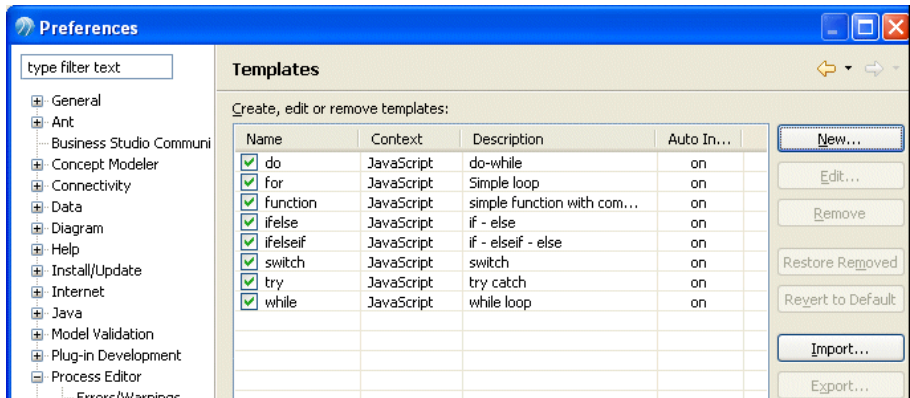 Preferences
type filter text
General
Ant
Business Studio Communi
Concept Modeler
Connectivity
Data
Diagram
Help
Install/Update
Internet
Java
Model Validation
Plug-in Development
Process Editor
Errors/Warnings
Templates
Create, edit or remove templates:
Name Context Description Auto In...
do JavaScript do-while on
for JavaScript Simple loop on
function JavaScript simple function with com... on
ifelse JavaScript if - else on
ifelseif JavaScript if - elseif - else on
switch JavaScript switch on
try JavaScript try catch on
while JavaScript while loop on
New...
Edit...
Remove
Restore Removed
Revert to Default
Import...
Export...